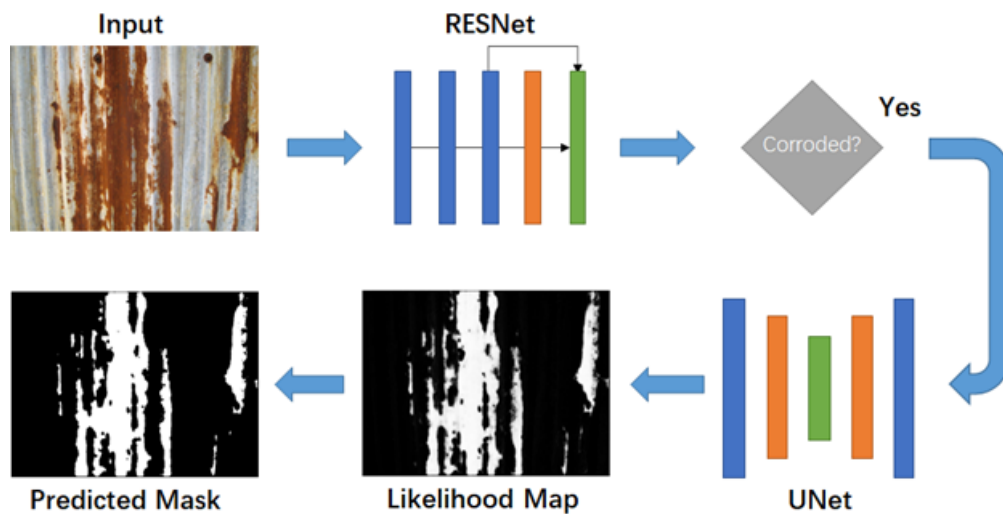 Input
RESNet
Corroded?
Yes
Predicted Mask
Likelihood Map
UNet